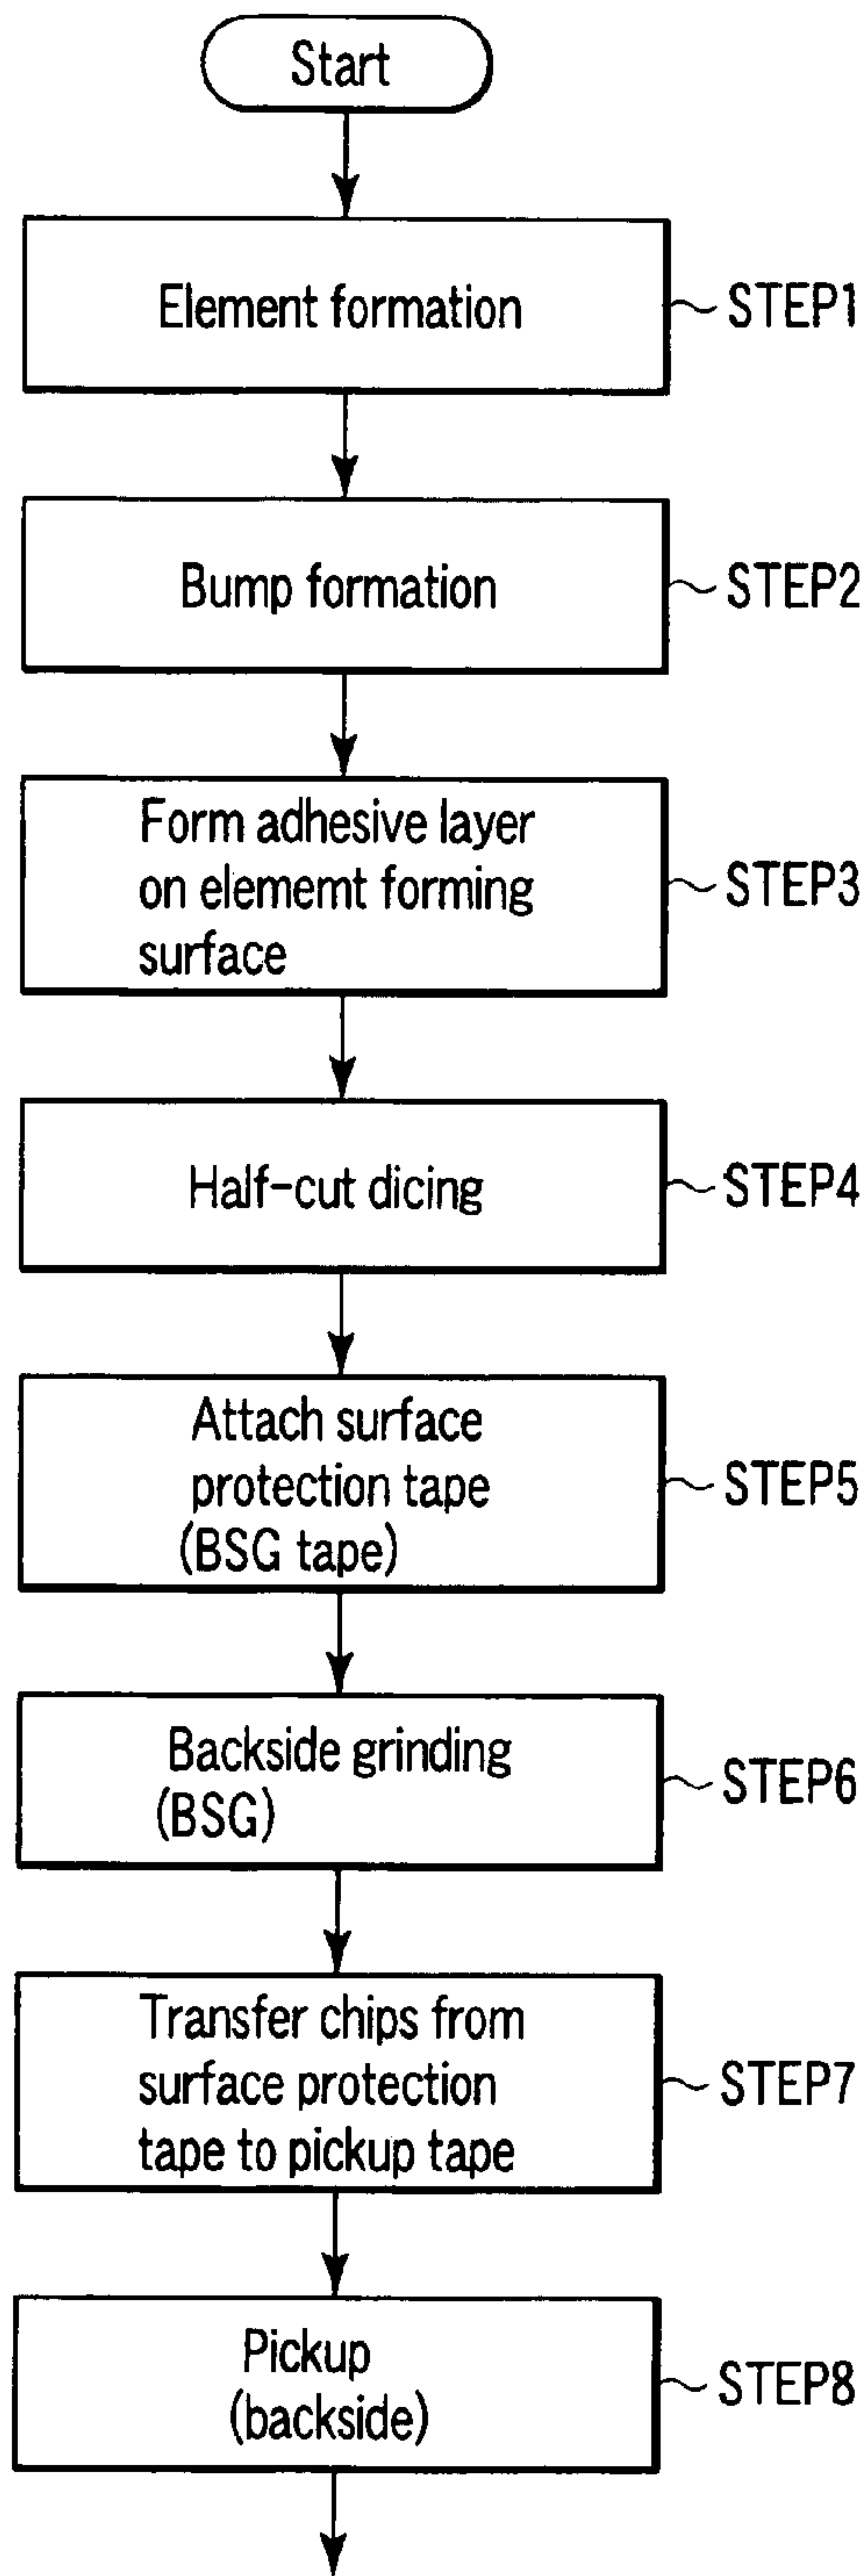 Start
Element formation
STEP1
Bump formation
STEP2
Form adhesive layer
on elememt forming
surface
STEP3
Half-cut dicing
STEP4
Attach surface
protection tape
(BSG tape)
STEP5
Backside grinding
(BSG)
STEP6
Transfer chips from
surface protection
tape to pickup tape
STEP7
Pickup
(backside)
STEP8